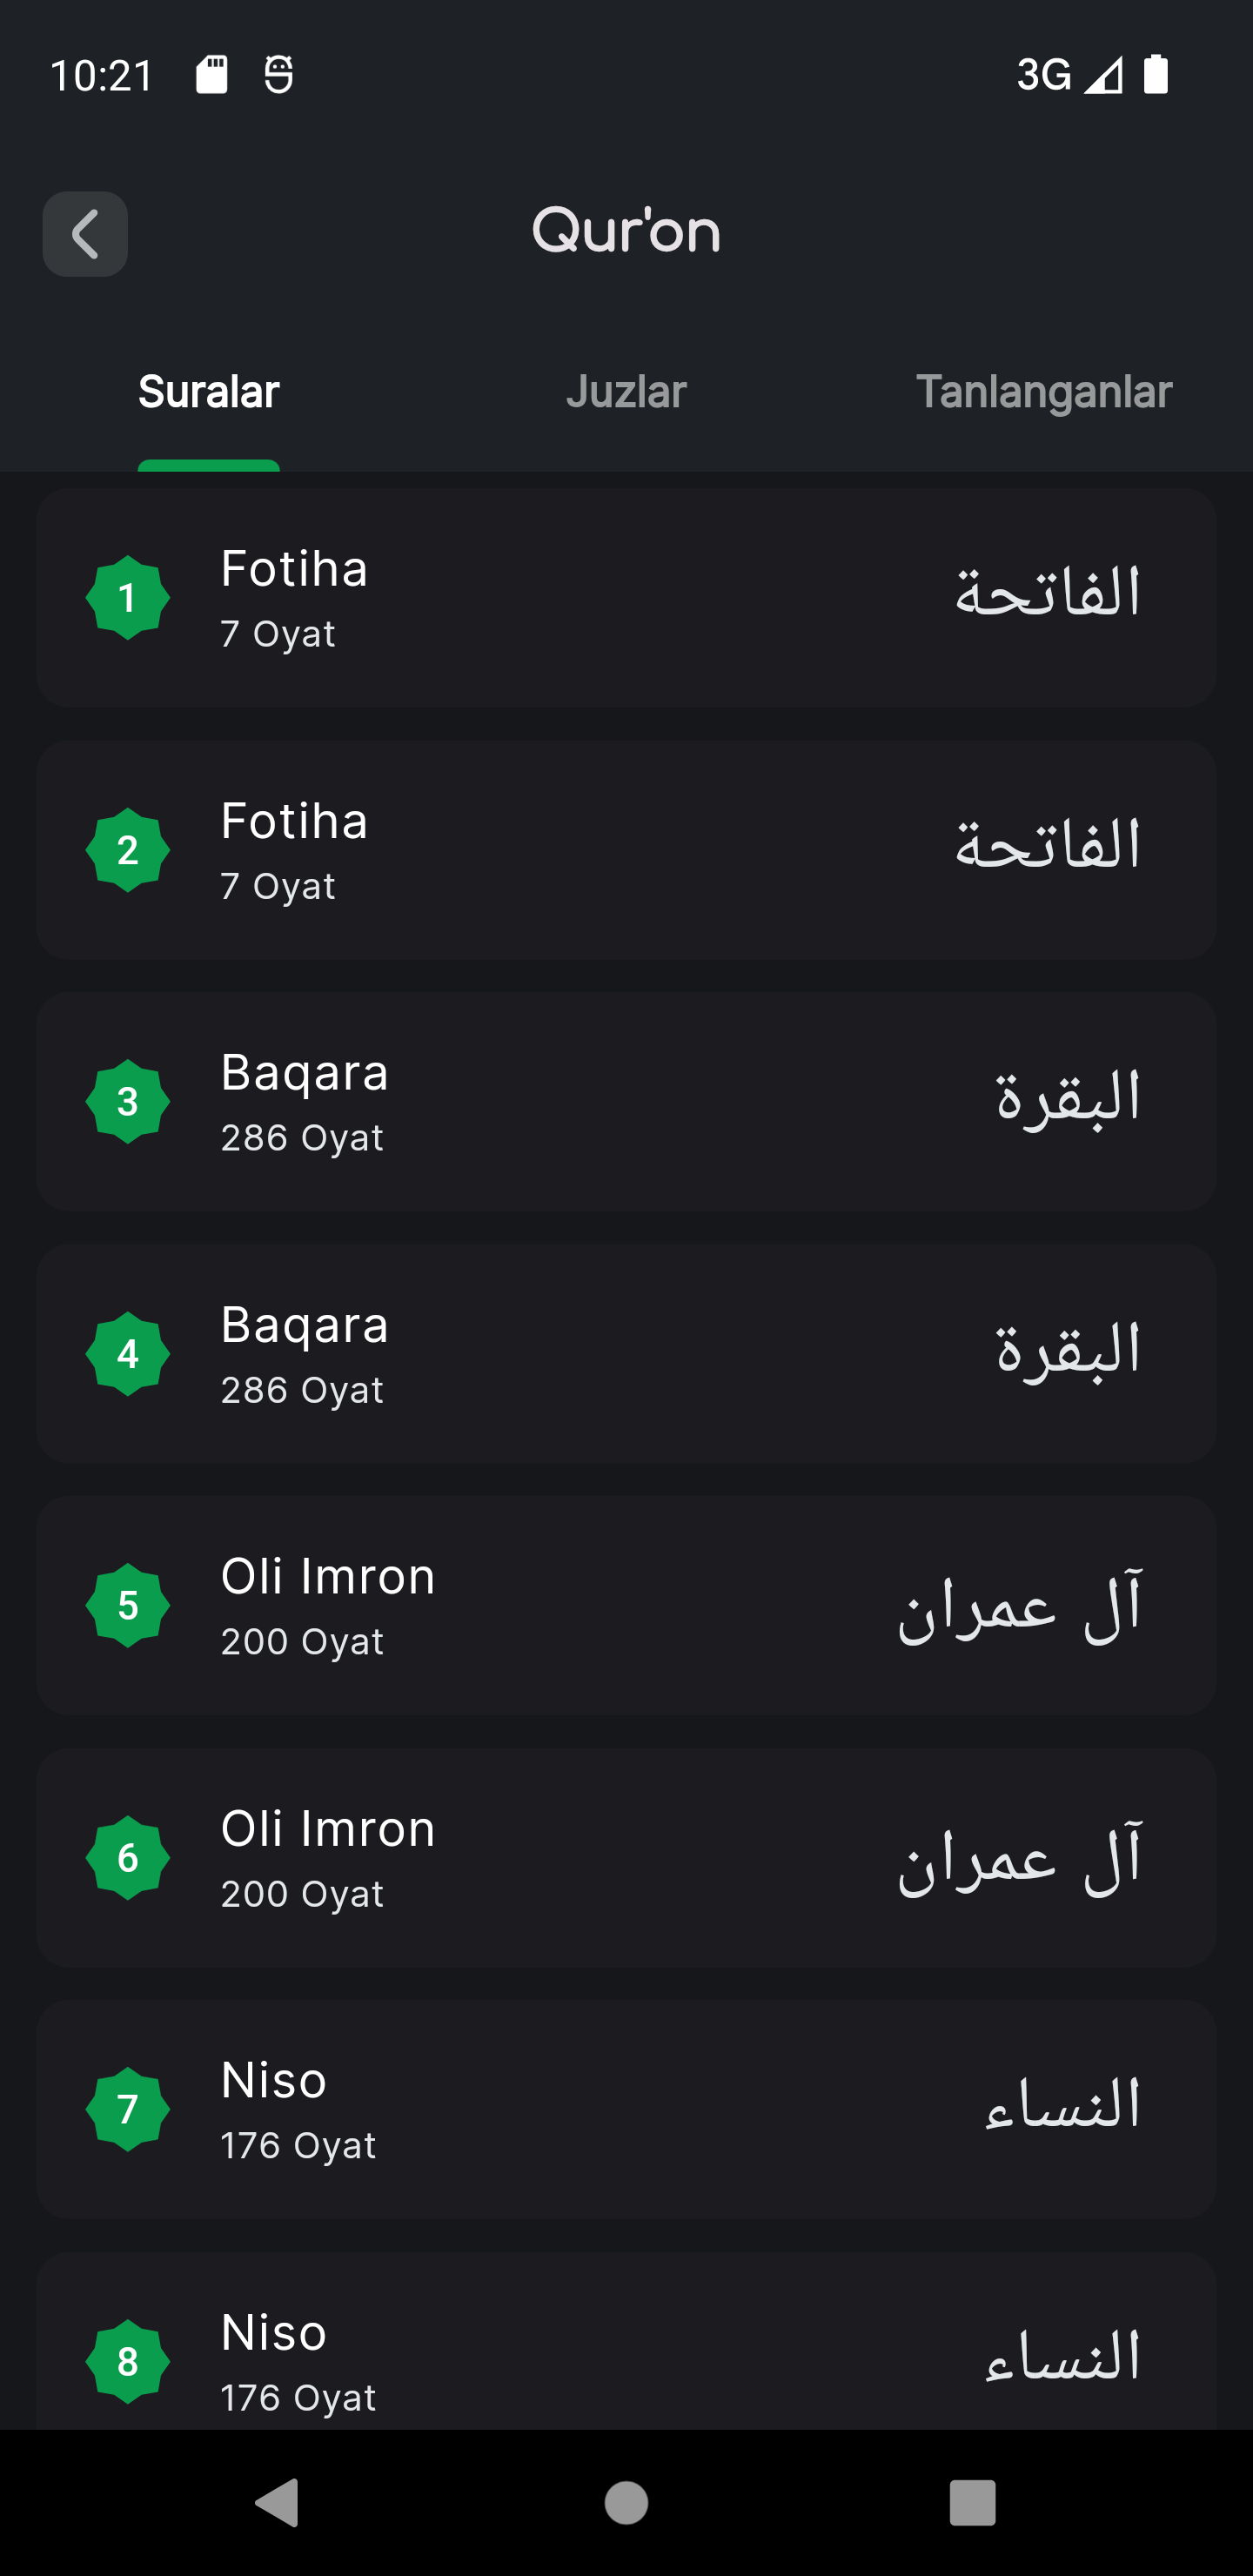 10:21 3G
Qur'on
Suralar Juzlar Tanlanganlar
1 Fotiha الفاتحة
7 Oyat
2 Fotiha الفاتحة
7 Oyat
3 Baqara البقرة
286 Oyat
4 Baqara البقرة
286 Oyat
5 Oli Imron آل عمران
200 Oyat
6 Oli Imron آل عمران
200 Oyat
7 Niso النساء
176 Oyat
8 Niso النساء
176 Oyat